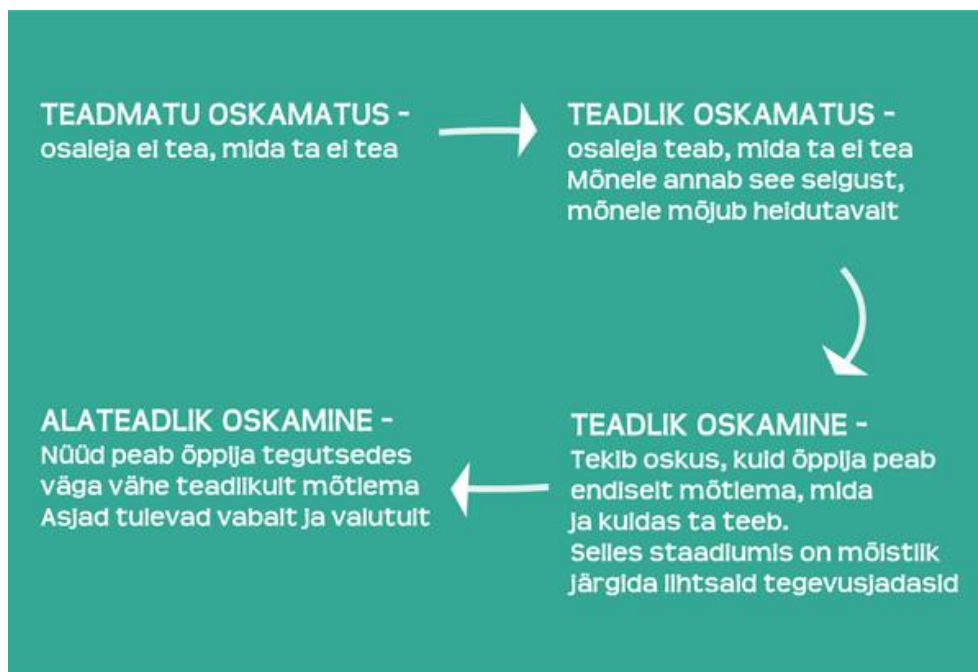 TEADMATU OSKAMATUS -
osaleja ei tea, mida ta ei tea
TEADLIK OSKAMATUS -
osaleja teab, mida ta ei tea
Mõnele annab see selgust,
mõnele mõjub heidutavalt
TEADLIK OSKAMINE -
Tekib oskus, kuid õppija peab
endiselt mõtlema, mida
ja kuidas ta teeb.
Selles staadiumis on mõistlik
järgida lihtsaid tegevusjadasid
ALATEADLIK OSKAMINE -
Nüüd peab õppija tegutsedes
väga vähe teadlikult mõtlema
Asjad tulevad vabalt ja valutult